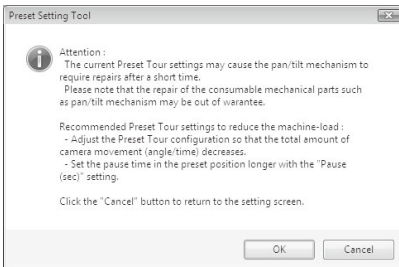 Preset Setting Tool
Attention :
The current Preset Tour settings may cause the pan/tilt mechanism to
require repairs after a short time.
Please note that the repair of the consumable mechanical parts such
as pan/tilt mechanism may be out of warantee.
Recommended Preset Tour settings to reduce the machine-load :
- Adjust the Preset Tour configuration so that the total amount of
camera movement (angle/time) decreases.
- Set the pause time in the preset position longer with the "Pause
(sec)" setting.
Click the "Cancel" button to return to the setting screen.
OK
Cancel